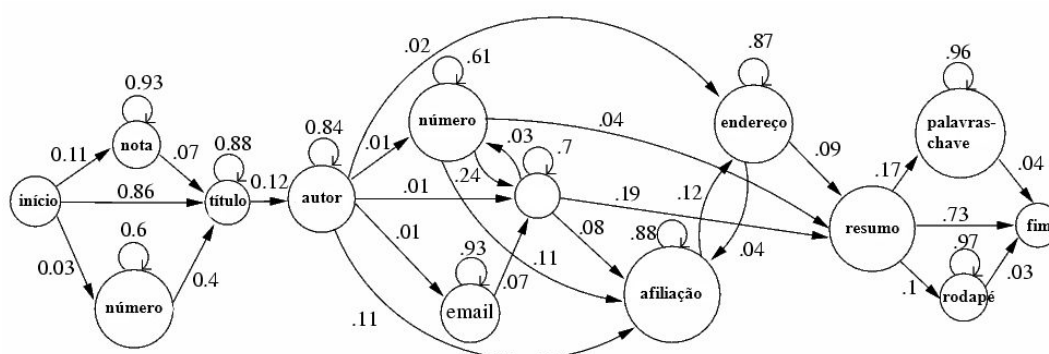 .02
.87
.96
0.93
.61
0.88
0.84
número
endereço
palavras-
chave
nota
.01
.03
.7
.04
0.11
.07
.09
.17
.04
.24
início
0.86
título
0.12
autor
.01
.19
.12
resumo
.73
fim
0.6
.01
.08
.88
.04
.97
0.03
.93
.07
.11
afiliação
.03
número
0.4
email
.1
rodapé
.11